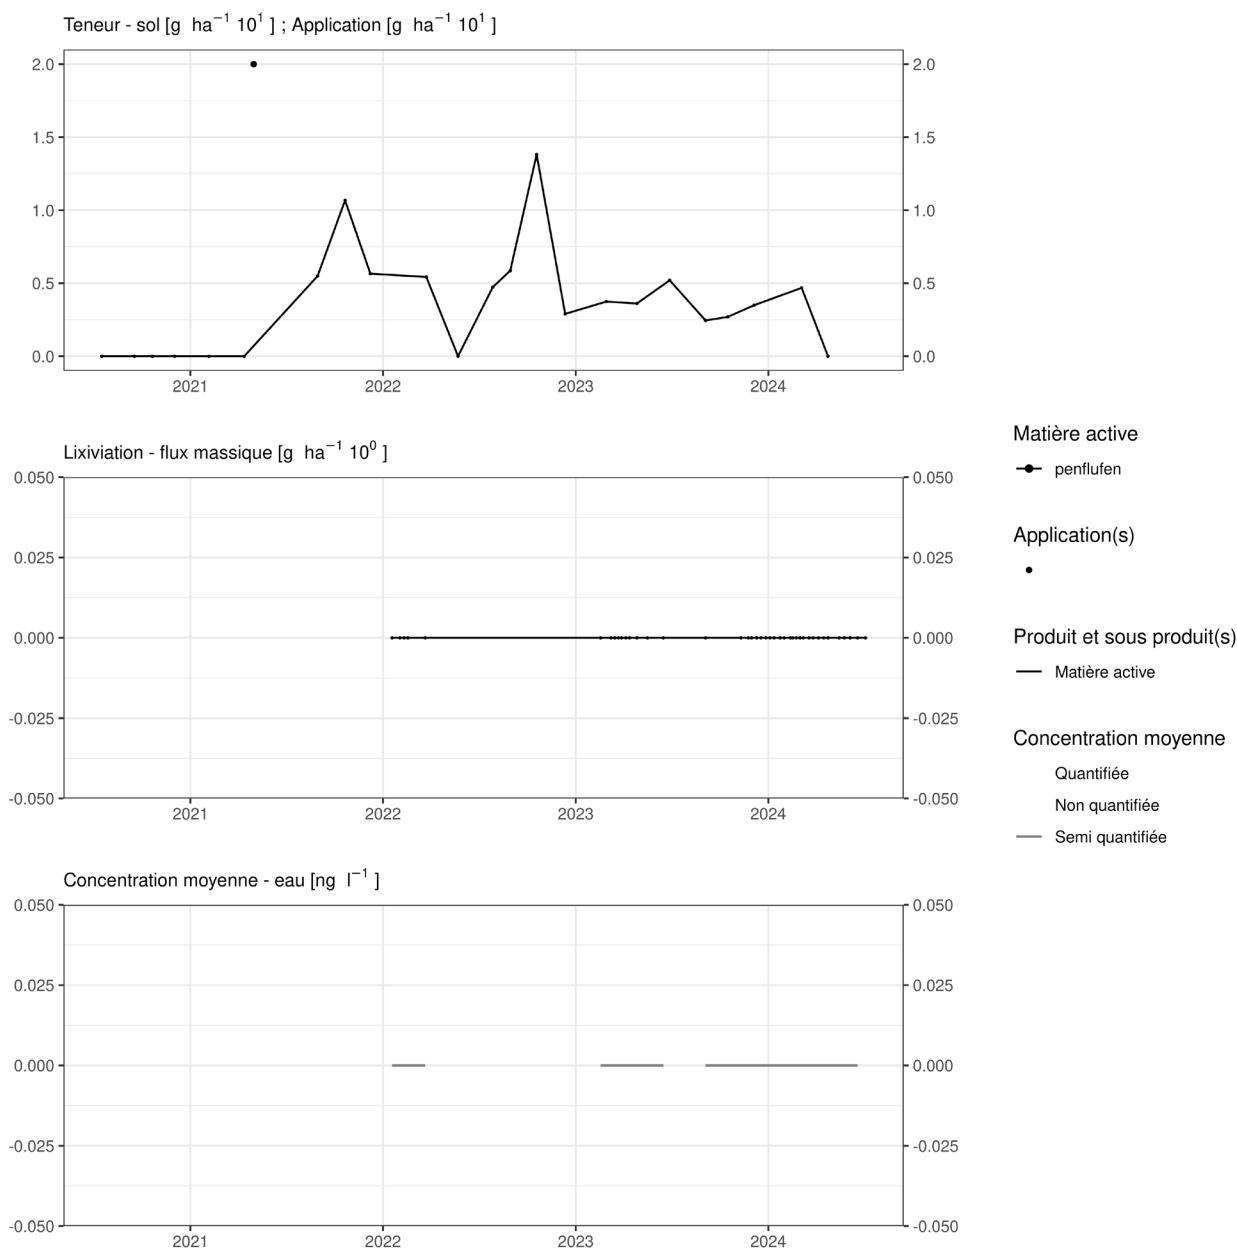 Teneur - sol [g ha−1 101 ] ; Application [g ha−1 101 ]
2.0 2.0
1.5 1.5
1.0 1.0
0.5 0.5
0.0 0.0
2021 2022 2023 2024
Lixiviation - flux massique [g ha−1 100 ]
0.050 0.050
0.025 0.025
0.000 0.000
-0.025 -0.025
-0.050 -0.050
2021 2022 2023 2024
Concentration moyenne - eau [ng l−1 ]
0.050 0.050
0.025 0.025
0.000 0.000
-0.025 -0.025
-0.050 -0.050
2021 2022 2023 2024
Matière active
penflufen
Application(s)
Produit et sous produit(s)
Matière active
Concentration moyenne
Quantifiée
Non quantifiée
Semi quantifiée